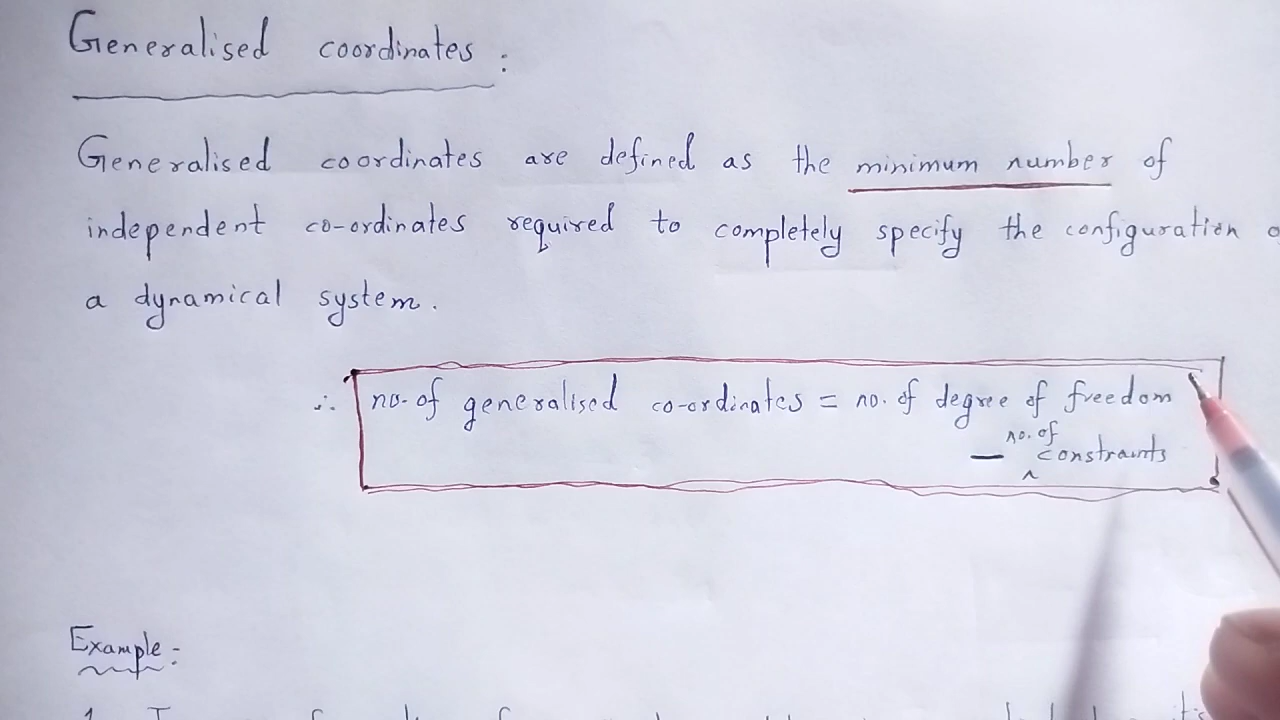 Generalised coordinates :
Generalised coordinates are defined as the minimum number of
independent co-ordinates required to completely specify the configuration
a dynamical system.
∴ no. of generalised co-ordinates = no. of degree of freedom
— no. of constraints
Example :-